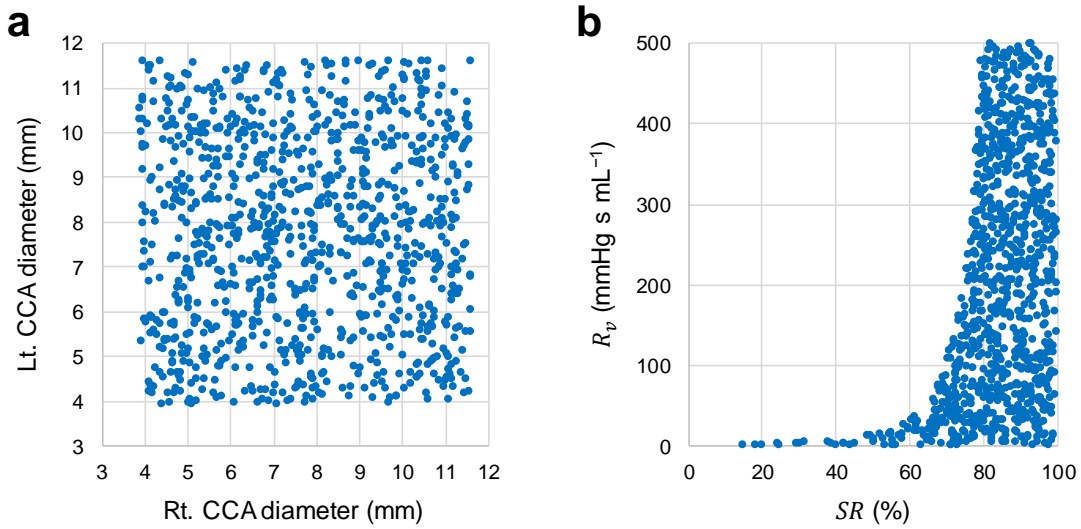 a
12
11
10
9
8
7
6
5
4
3
Lt. CCA diameter (mm)
3 4 5 6 7 8 9 10 11 12
Rt. CCA diameter (mm)
b
500
400
300
200
100
0
R_v (mmHg s mL⁻¹)
0 20 40 60 80 100
SR (%)